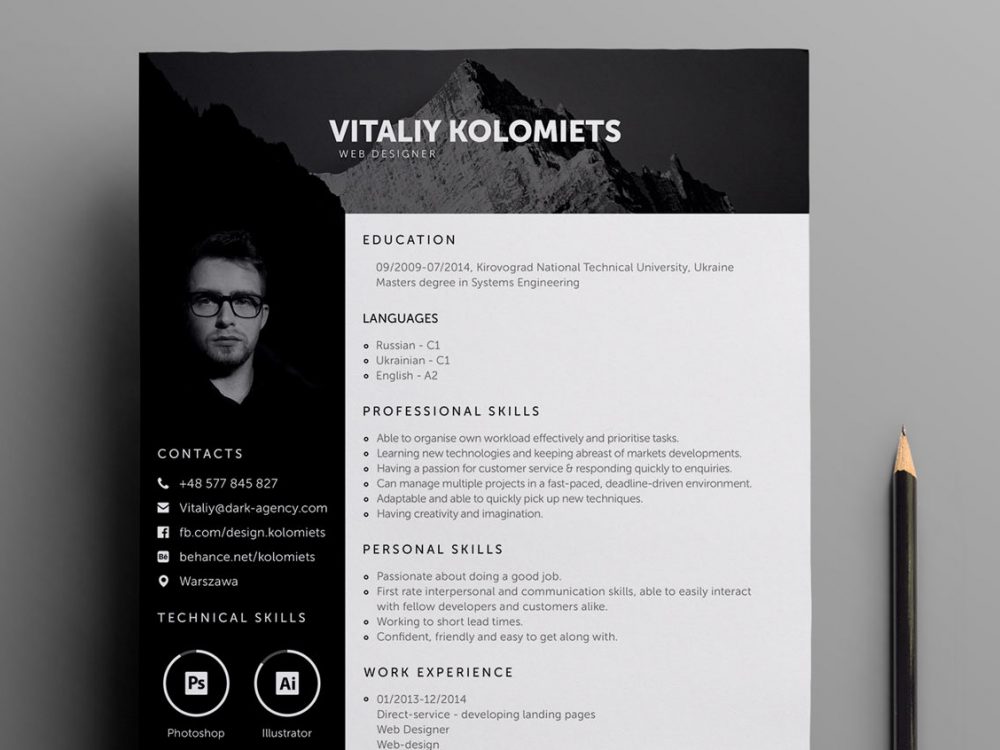 VITALIY KOLOMIETS
WEB DESIGNER
CONTACTS
+48 577 845 827
Vitaliy@dark-agency.com
fb.com/design.kolomiets
Bē behance.net/kolomiets
Warszawa
TECHNICAL SKILLS
Ps
Ai
Photoshop
Illustrator
EDUCATION
09/2009-07/2014, Kirovograd National Technical University, Ukraine
Masters degree in Systems Engineering
LANGUAGES
Russian - C1
Ukrainian - C1
English - A2
PROFESSIONAL SKILLS
Able to organise own workload effectively and prioritise tasks.
Learning new technologies and keeping abreast of markets developments.
Having a passion for customer service & responding quickly to enquiries.
Can manage multiple projects in a fast-paced, deadline-driven environment.
Adaptable and able to quickly pick up new techniques.
Having creativity and imagination.
PERSONAL SKILLS
Passionate about doing a good job.
First rate interpersonal and communication skills, able to easily interact
with fellow developers and customers alike.
Working to short lead times.
Confident, friendly and easy to get along with.
WORK EXPERIENCE
01/2013-12/2014
Direct-service - developing landing pages
Web Designer
Web-design